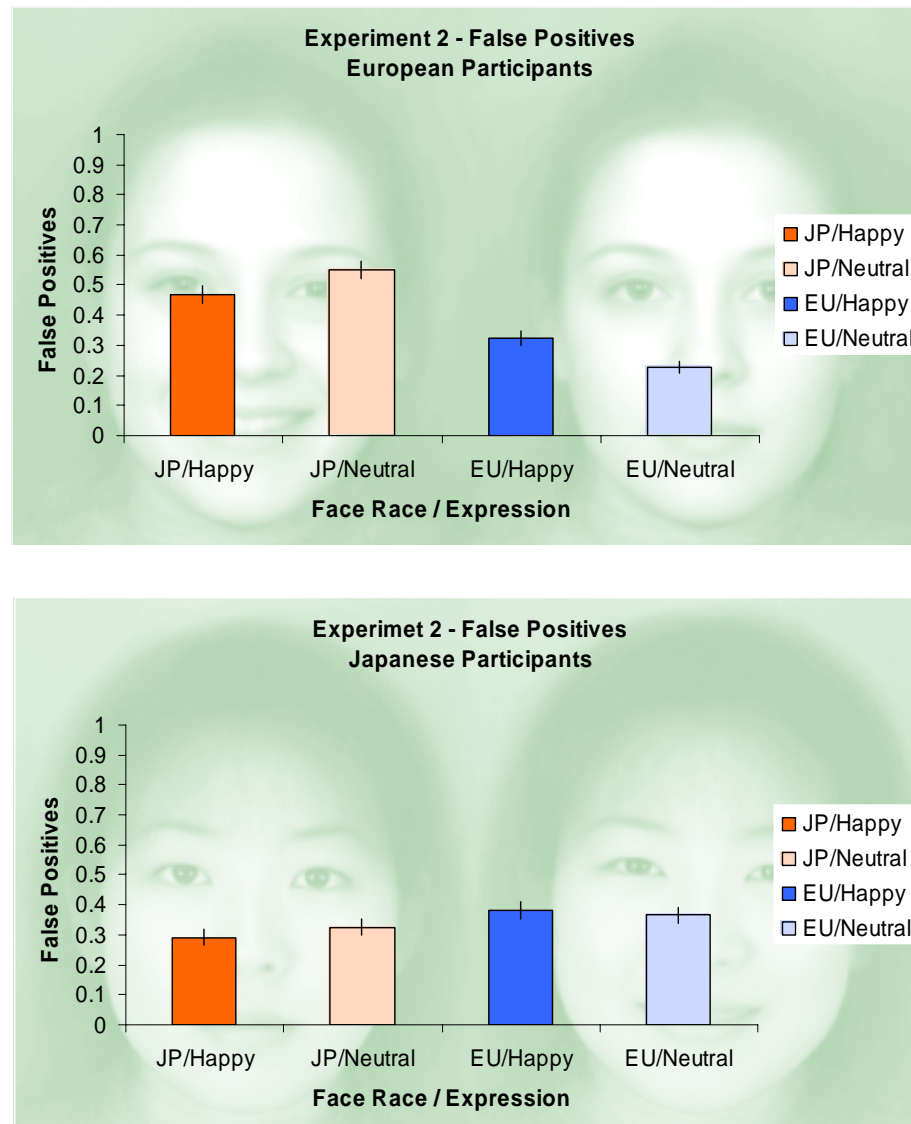 Experiment 2 - False Positives
European Participants
1
0.9
0.8
0.7
0.6
0.5
0.4
0.3
0.2
0.1
0
False Positives
JP/Happy JP/Neutral EU/Happy EU/Neutral
Face Race / Expression
JP/Happy
JP/Neutral
EU/Happy
EU/Neutral
Experimet 2 - False Positives
Japanese Participants
1
0.9
0.8
0.7
0.6
0.5
0.4
0.3
0.2
0.1
0
False Positives
JP/Happy JP/Neutral EU/Happy EU/Neutral
Face Race / Expression
JP/Happy
JP/Neutral
EU/Happy
EU/Neutral